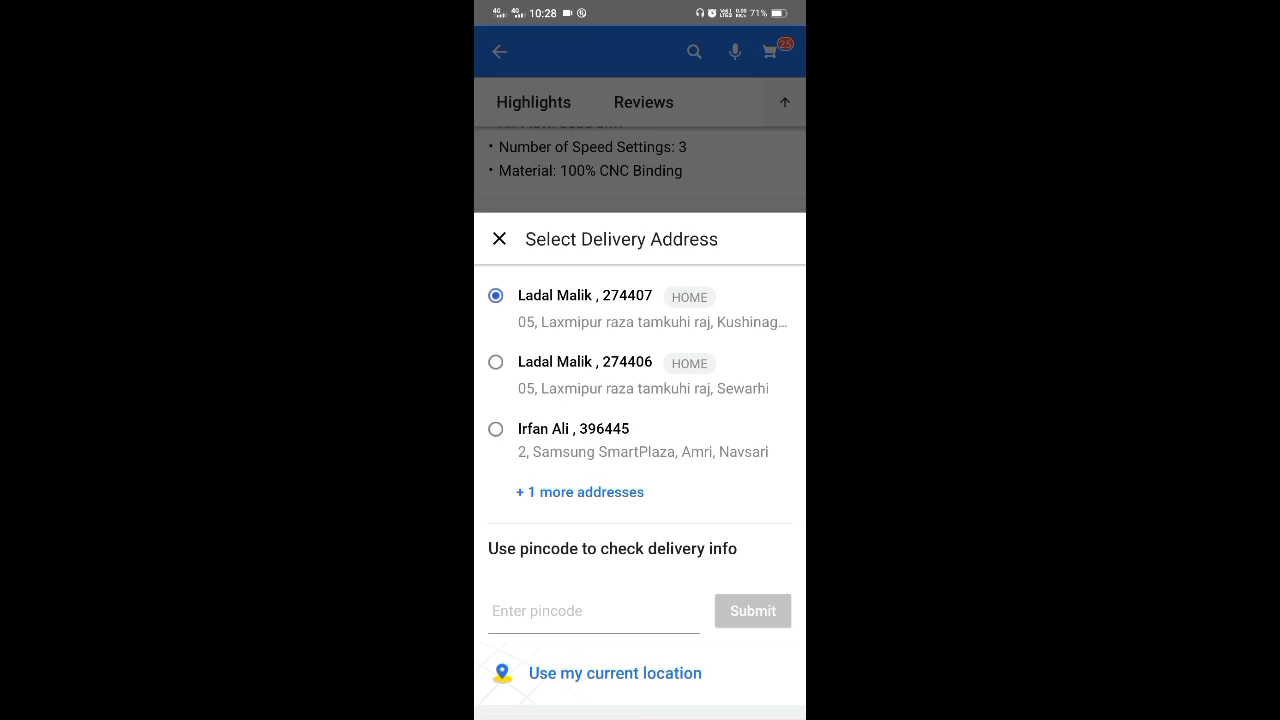 4G 4G 10:28 71%
25
Highlights Reviews
• Number of Speed Settings: 3
• Material: 100% CNC Binding
Select Delivery Address
Ladal Malik , 274407 HOME
05, Laxmipur raza tamkuhi raj, Kushinag...
Ladal Malik , 274406 HOME
05, Laxmipur raza tamkuhi raj, Sewarhi
Irfan Ali , 396445
2, Samsung SmartPlaza, Amri, Navsari
+ 1 more addresses
Use pincode to check delivery info
Enter pincode Submit
Use my current location